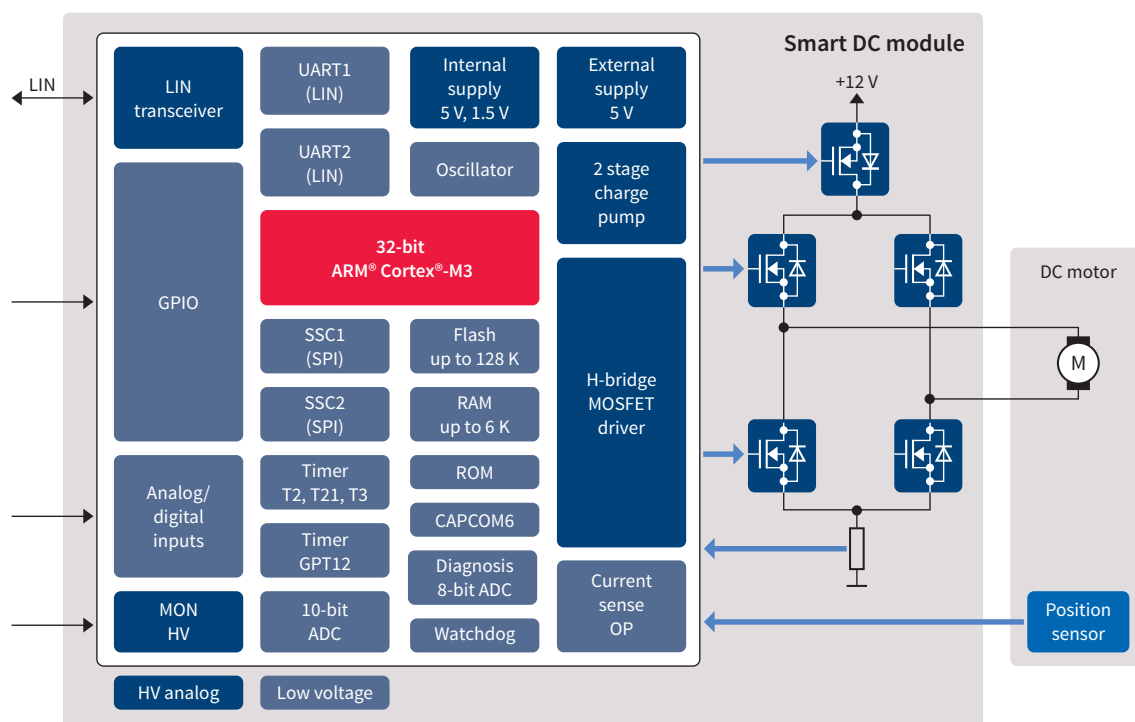 Smart DC module
LIN
LIN
transceiver
UART1
(LIN)
Internal
supply
5 V, 1.5 V
External
supply
5 V
+12 V
UART2
(LIN)
Oscillator
2 stage
charge
pump
32-bit
ARM® Cortex®-M3
GPIO
SSC1
(SPI)
Flash
up to 128 K
H-bridge
MOSFET
driver
SSC2
(SPI)
RAM
up to 6 K
Analog/
digital
inputs
Timer
T2, T21, T3
ROM
CAPCOM6
Timer
GPT12
Diagnosis
8-bit ADC
Current
sense
OP
MON
HV
10-bit
ADC
Watchdog
DC motor
M
Position
sensor
HV analog
Low voltage